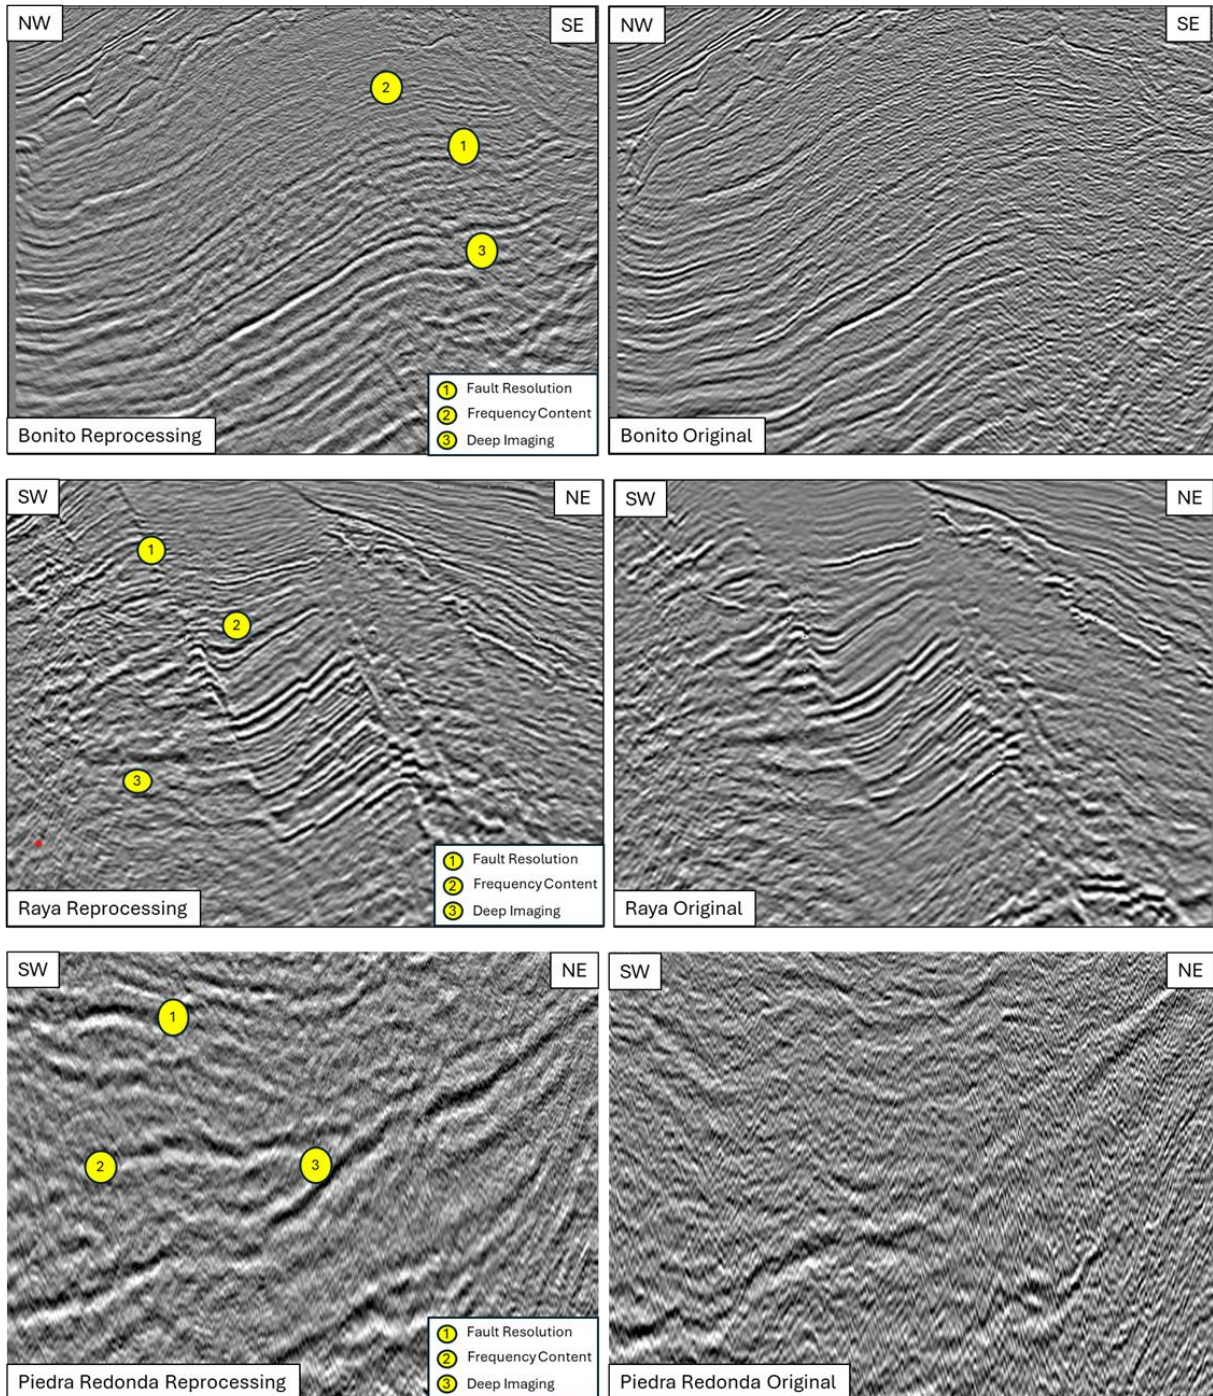 NW
SE
2
1
3
1 Fault Resolution
2 Frequency Content
3 Deep Imaging
Bonito Reprocessing
NW
SE
Bonito Original
SW
NE
1
2
3
1 Fault Resolution
2 Frequency Content
3 Deep Imaging
Raya Reprocessing
SW
NE
Raya Original
SW
NE
1
2
3
1 Fault Resolution
2 Frequency Content
3 Deep Imaging
Piedra Redonda Reprocessing
SW
NE
Piedra Redonda Original